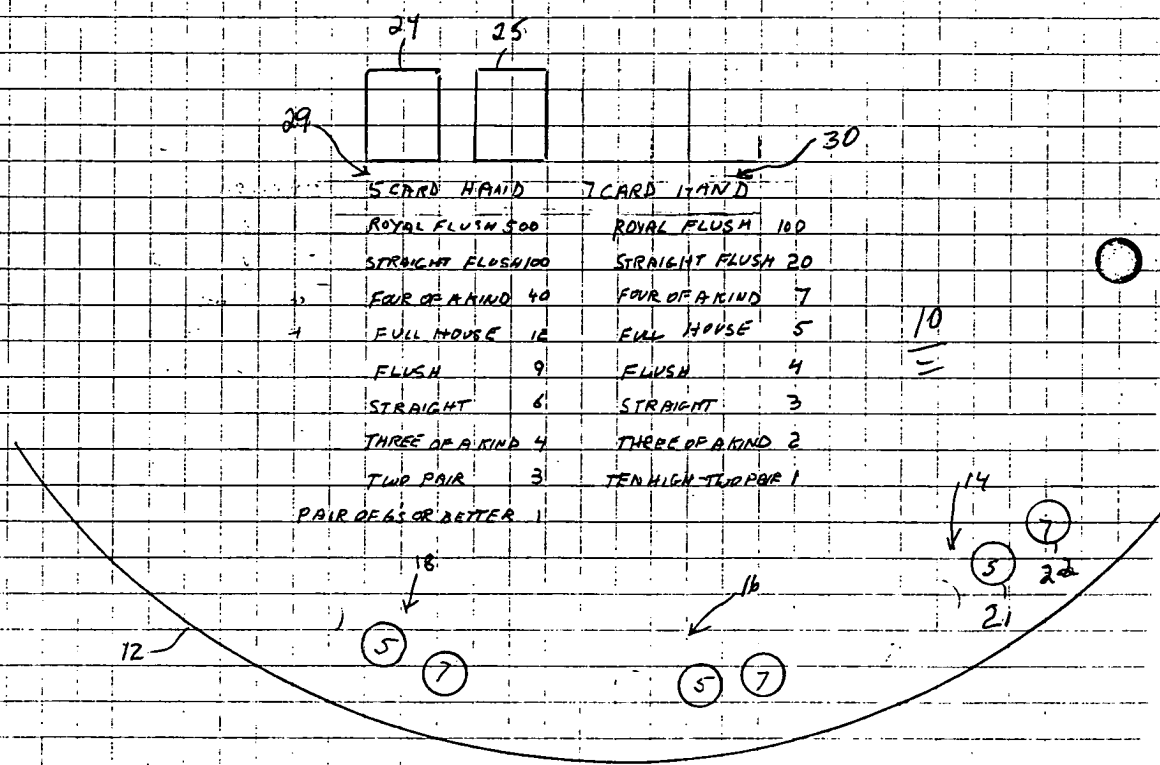 24 25
29 30
5 CARD HAND 7 CARD HAND
ROYAL FLUSH 500 ROYAL FLUSH 100
STRAIGHT FLUSH 100 STRAIGHT FLUSH 20
FOUR OF A KIND 40 FOUR OF A KIND 7
FULL HOUSE 12 FULL HOUSE 5
10
FLUSH 9 FLUSH 4
STRAIGHT 6 STRAIGHT 3
THREE OF A KIND 4 THREE OF A KIND 2
TWO PAIR 3 TEN HIGH TWO PAIR 1
14
PAIR OF 6S OR BETTER 1
7
18 5 22
16 21
12 5 7 5 7